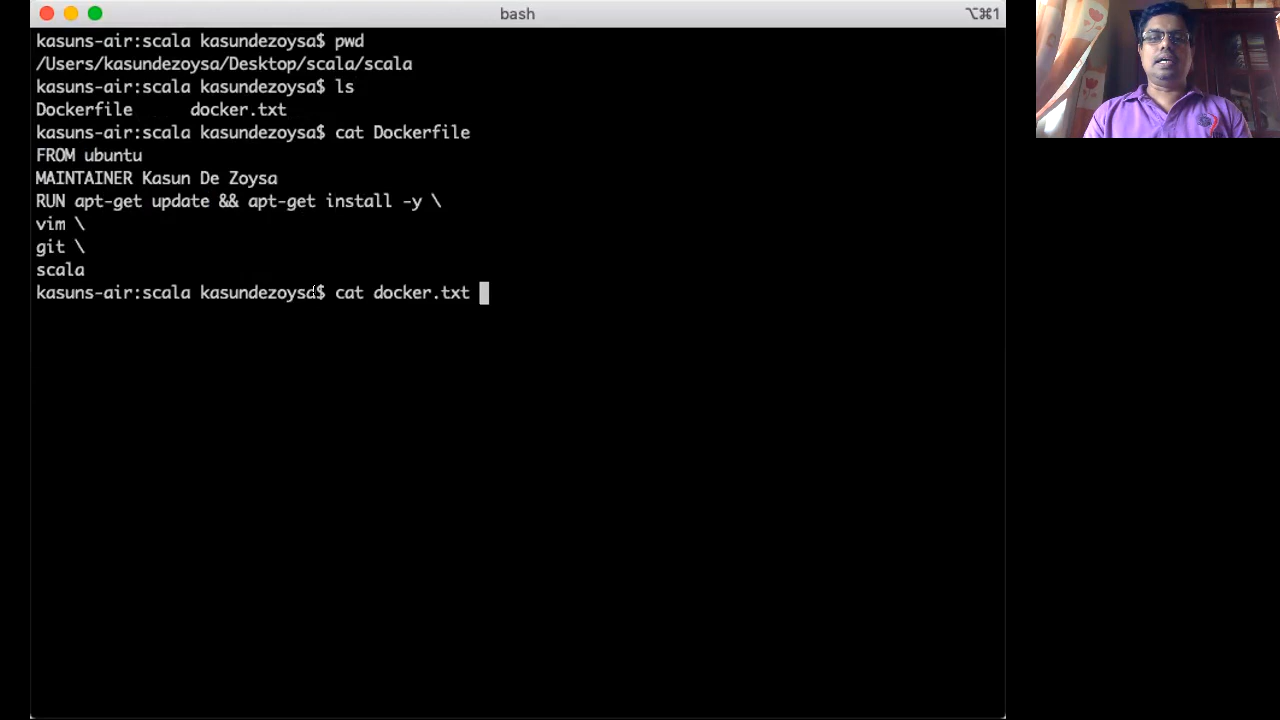 bash
⌥⌘1
kasuns-air:scala kasundezoysa$ pwd
/Users/kasundezoysa/Desktop/scala/scala
kasuns-air:scala kasundezoysa$ ls
Dockerfile docker.txt
kasuns-air:scala kasundezoysa$ cat Dockerfile
FROM ubuntu
MAINTAINER Kasun De Zoysa
RUN apt-get update && apt-get install -y \
vim \
git \
scala
kasuns-air:scala kasundezoysa$ cat docker.txt